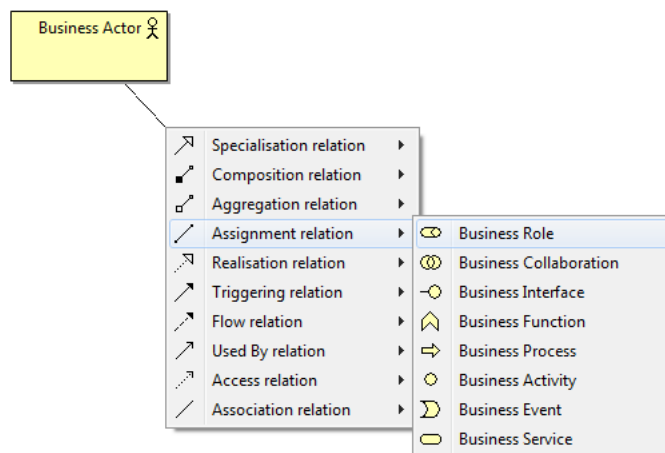 Business Actor
Specialisation relation
Composition relation
Aggregation relation
Assignment relation
Realisation relation
Triggering relation
Flow relation
Used By relation
Access relation
Association relation
Business Role
Business Collaboration
Business Interface
Business Function
Business Process
Business Activity
Business Event
Business Service